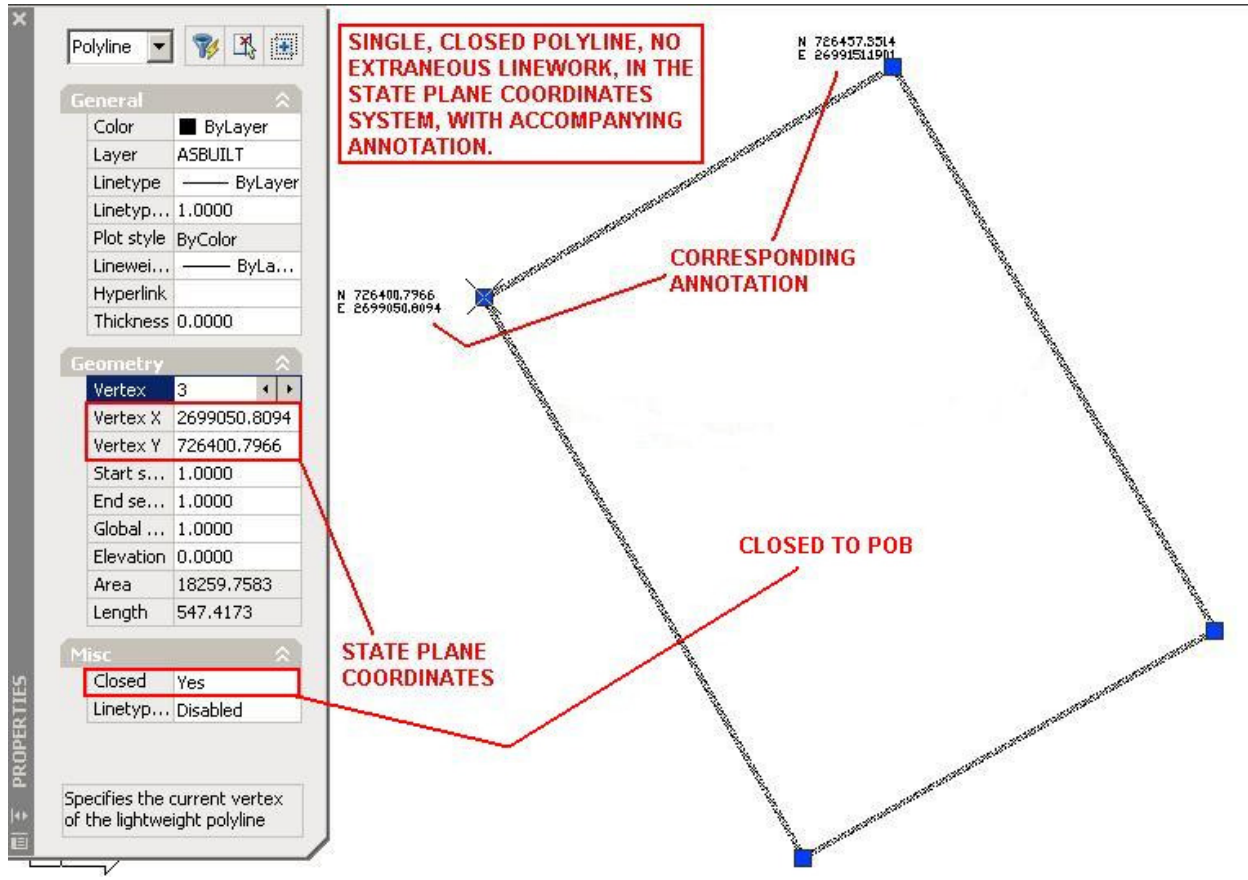 Polyline
General
Color ByLayer
Layer ASBUILT
Linetype ByLayer
Linetyp... 1.0000
Plot style ByColor
Linewei... ByLa...
Hyperlink
Thickness 0.0000
Geometry
Vertex 3
Vertex X 2699050.8094
Vertex Y 726400.7966
Start s... 1.0000
End se... 1.0000
Global ... 1.0000
Elevation 0.0000
Area 18259.7583
Length 547.4173
Misc
Closed Yes
Linetyp... Disabled
Specifies the current vertex
of the lightweight polyline
PROPERTIES
SINGLE, CLOSED POLYLINE, NO
EXTRANEOUS LINEWORK, IN THE
STATE PLANE COORDINATES
SYSTEM, WITH ACCOMPANYING
ANNOTATION.
N 726457.3514
E 2699151.1901
CORRESPONDING
ANNOTATION
N 726400.7966
E 2699050.8094
CLOSED TO POB
STATE PLANE
COORDINATES